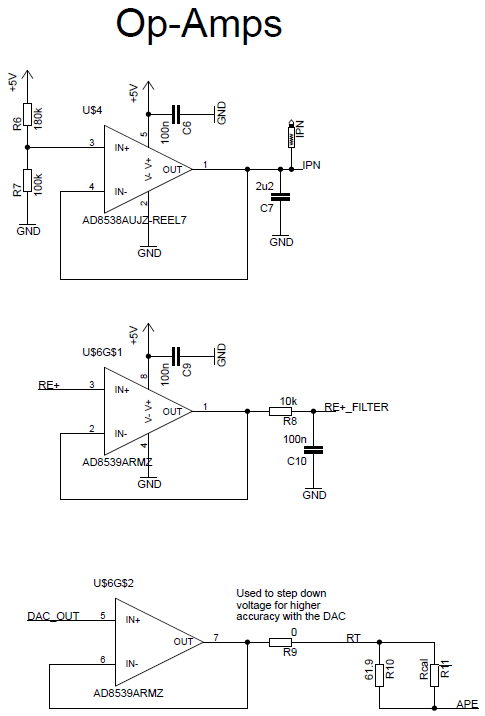 Op-Amps
+5V
R6
180k
R7
100k
GND
U$4
+5V
100n
C6
GND
3
IN+
5
V- V+
OUT
1
4
IN-
2
AD8538AUJZ-REEL7
GND
IPN
IPN
2u2
C7
GND
U$6G$1
+5V
100n
C9
GND
RE+
3
IN+
8
V- V+
OUT
1
2
IN-
4
AD8539ARMZ
GND
10k
R8
RE+_FILTER
100n
C10
GND
U$6G$2
DAC_OUT
5
IN+
OUT
7
6
IN-
AD8539ARMZ
Used to step down
voltage for higher
accuracy with the DAC
0
R9
RT
61.9
R10
Rcal
R11
APE